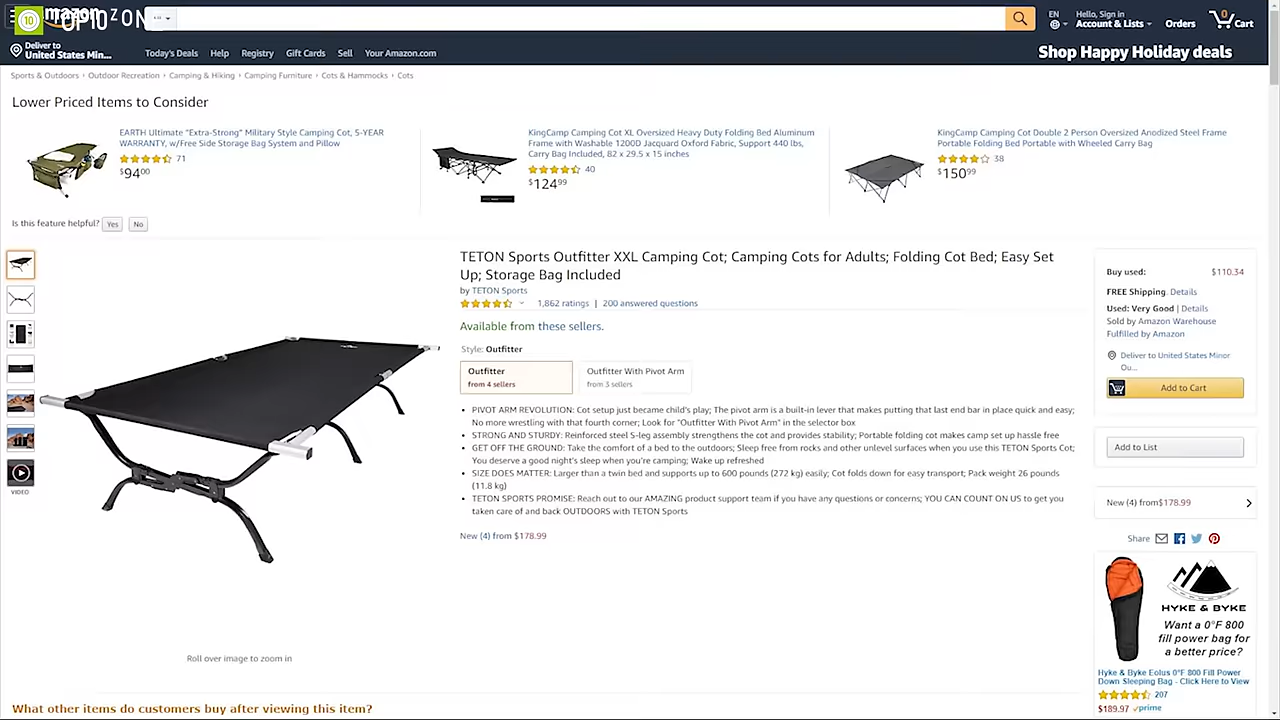 10
TOP10 ZONE
amazon
All
EN
Hello, Sign in
Account & Lists
Orders
0
Cart
Deliver to
United States Min...
Today's Deals
Help
Registry
Gift Cards
Sell
Your Amazon.com
Shop Happy Holiday deals
Sports & Outdoors › Outdoor Recreation › Camping & Hiking › Camping Furniture › Cots & Hammocks › Cots
Lower Priced Items to Consider
EARTH Ultimate "Extra-Strong" Military Style Camping Cot, 5-YEAR
WARRANTY, w/Free Side Storage Bag System and Pillow
71
$9400
KingCamp Camping Cot XL Oversized Heavy Duty Folding Bed Aluminum
Frame with Washable 1200D Jacquard Oxford Fabric, Support 440 lbs,
Carry Bag Included, 82 x 29.5 x 15 inches
40
$12499
KingCamp Camping Cot Double 2 Person Oversized Anodized Steel Frame
Portable Folding Bed Portable with Wheeled Carry Bag
38
$15099
Is this feature helpful? Yes No
TETON Sports Outfitter XXL Camping Cot; Camping Cots for Adults; Folding Cot Bed; Easy Set
Up; Storage Bag Included
by TETON Sports
1,862 ratings | 200 answered questions
Available from these sellers.
Style: Outfitter
Outfitter
from 4 sellers
Outfitter With Pivot Arm
from 3 sellers
• PIVOT ARM REVOLUTION: Cot setup just became child's play; The pivot arm is a built-in lever that makes putting that last end bar in place quick and easy;
No more wrestling with that fourth corner; Look for "Outfitter With Pivot Arm" in the selector box
• STRONG AND STURDY: Reinforced steel S-leg assembly strengthens the cot and provides stability; Portable folding cot makes camp set up hassle free
• GET OFF THE GROUND: Take the comfort of a bed to the outdoors; Sleep free from rocks and other unlevel surfaces when you use this TETON Sports Cot;
You deserve a good night's sleep when you're camping; Wake up refreshed
• SIZE DOES MATTER: Larger than a twin bed and supports up to 600 pounds (272 kg) easily; Cot folds down for easy transport; Pack weight 26 pounds
(11.8 kg)
• TETON SPORTS PROMISE: Reach out to our AMAZING product support team if you have any questions or concerns; YOU CAN COUNT ON US to get you
taken care of and back OUTDOORS with TETON Sports
New (4) from $178.99
VIDEO
Roll over image to zoom in
Buy used: $110.34
FREE Shipping. Details
Used: Very Good | Details
Sold by Amazon Warehouse
Fulfilled by Amazon
Deliver to United States Minor
Ou...
Add to Cart
Add to List
New (4) from$178.99
Share
HYKE & BYKE
Want a 0°F 800
fill power bag for
a better price?
Hyke & Byke Eolus 0°F 800 Fill Power
Down Sleeping Bag - Click Here to View
207
$189.97 prime
What other items do customers buy after viewing this item?